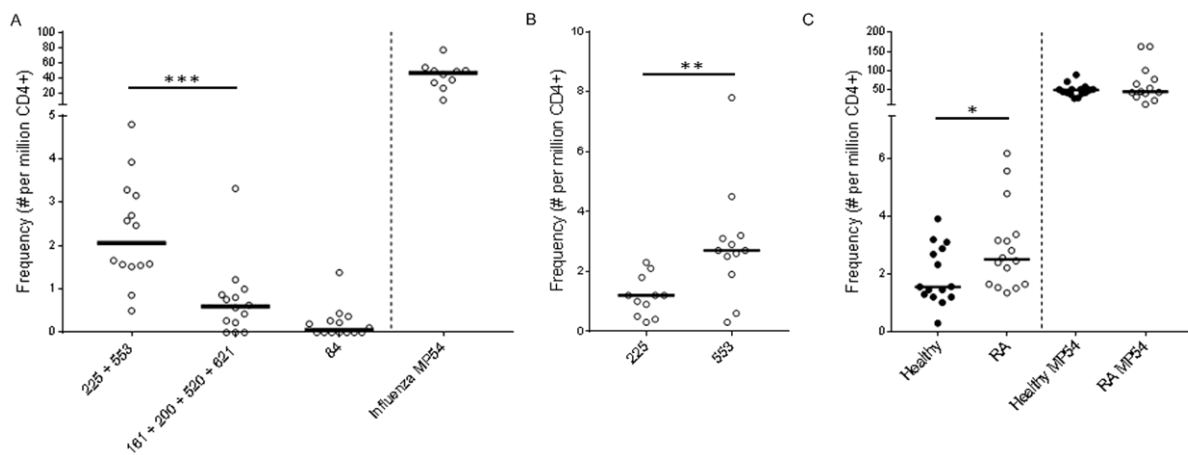 A
Frequency (# per million CD4+)
100
80
60
40
20
5
4
3
2
1
0
***
225 + 553
161 + 200 + 520 + 621
84
Influenza MP54
B
Frequency (# per million CD4+)
10
8
6
4
2
0
**
225
553
C
Frequency (# per million CD4+)
200
150
100
50
6
4
2
0
*
Healthy
RA
Healthy MP54
RA MP54